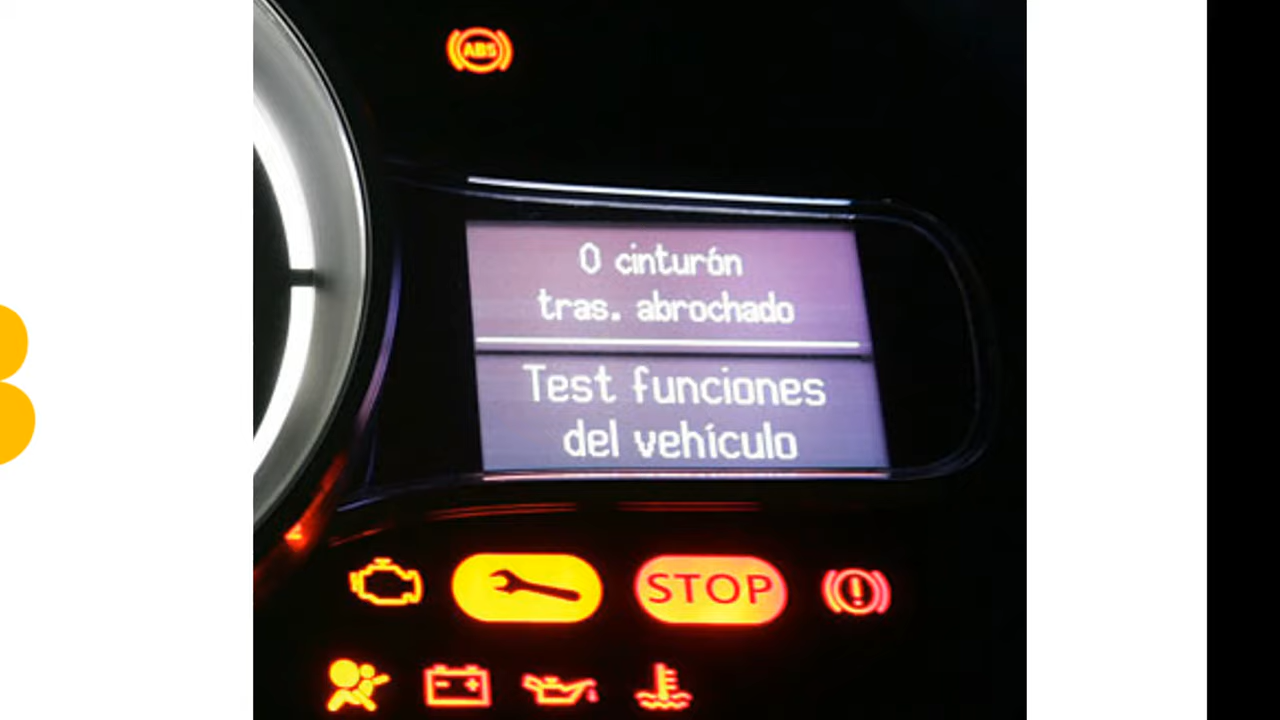 ABS
0 cinturón
tras. abrochado
Test funciones
del vehículo
STOP